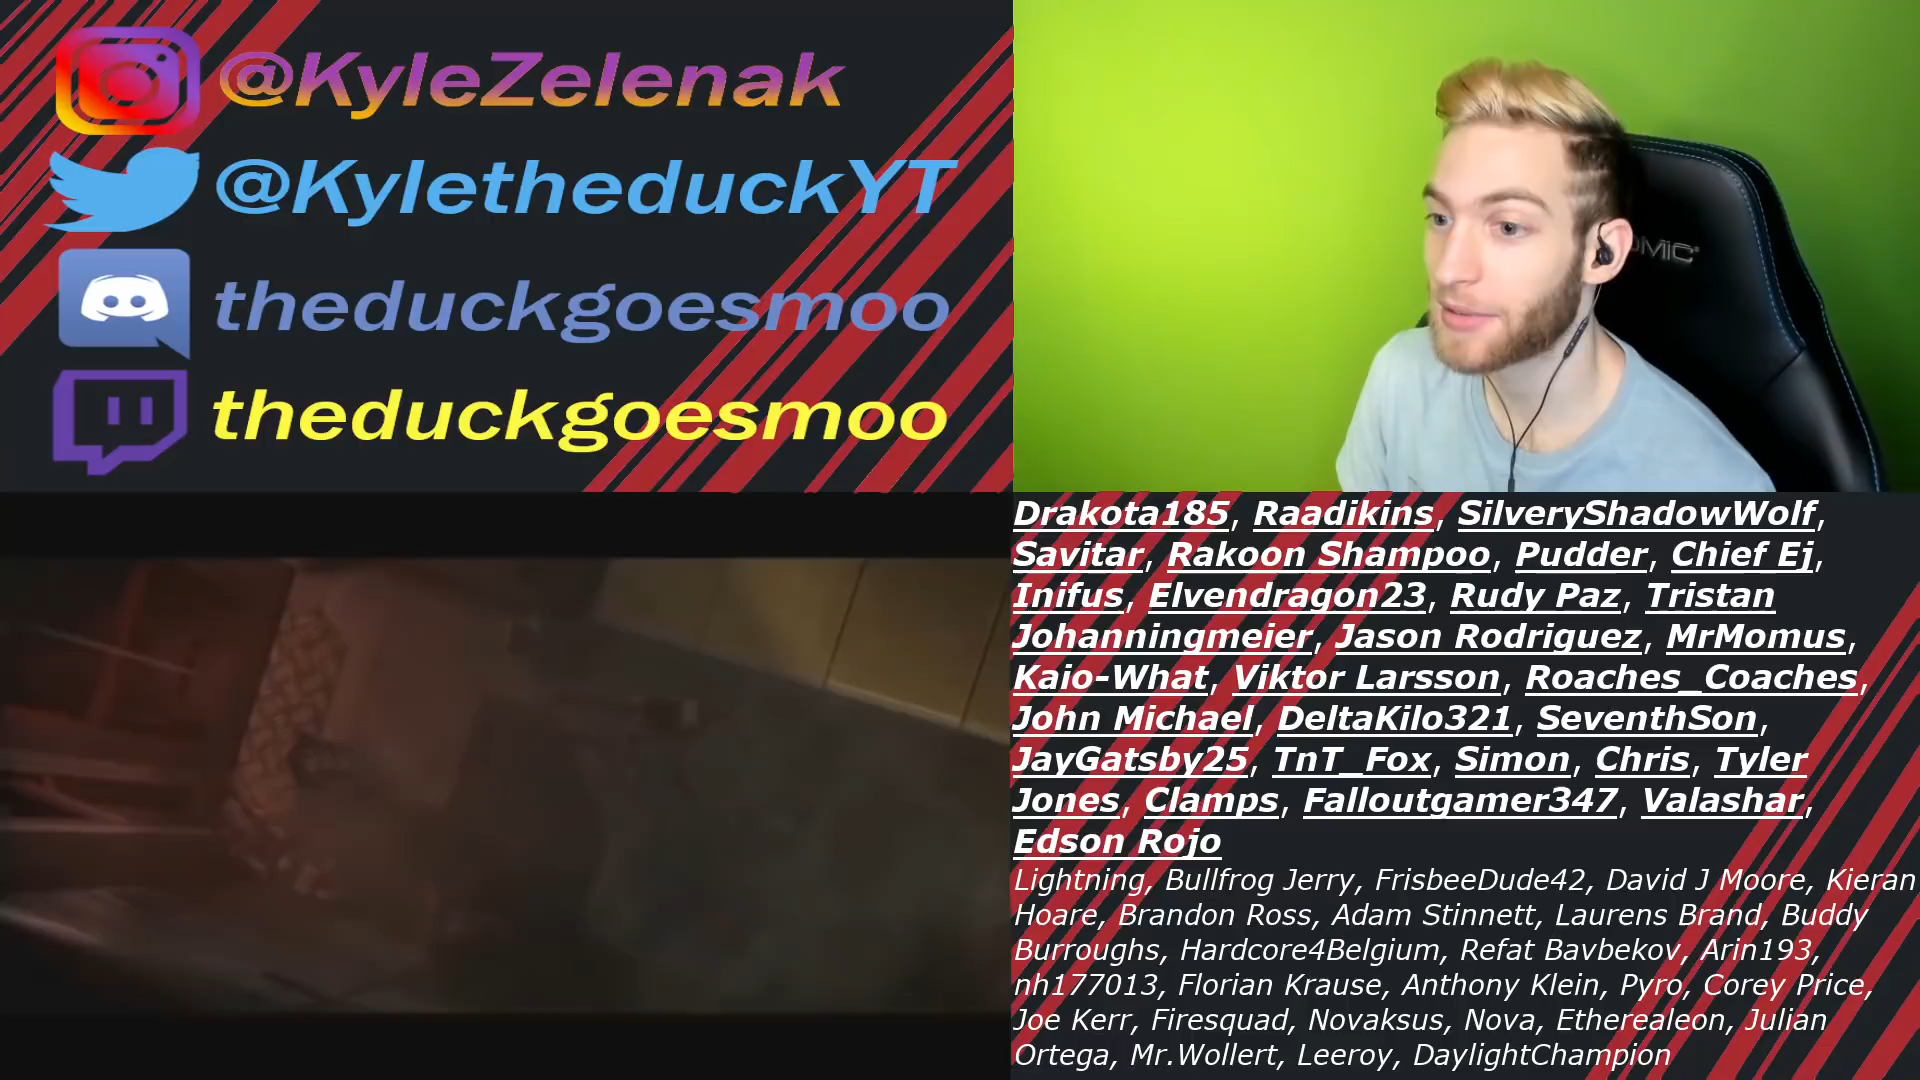 @KyleZelenak
@KyletheduckYT
theduckgoesmoo
theduckgoesmoo
Drakota185, Raadikins, SilveryShadowWolf,
Savitar, Rakoon Shampoo, Pudder, Chief Ej,
Inifus, Elvendragon23, Rudy Paz, Tristan
Johanningmeier, Jason Rodriguez, MrMomus,
Kaio-What, Viktor Larsson, Roaches_Coaches,
John Michael, DeltaKilo321, SeventhSon,
JayGatsby25, TnT_Fox, Simon, Chris, Tyler
Jones, Clamps, Falloutgamer347, Valashar,
Edson Rojo
Lightning, Bullfrog Jerry, FrisbeeDude42, David J Moore, Kieran
Hoare, Brandon Ross, Adam Stinnett, Laurens Brand, Buddy
Burroughs, Hardcore4Belgium, Refat Bavbekov, Arin193,
nh177013, Florian Krause, Anthony Klein, Pyro, Corey Price,
Joe Kerr, Firesquad, Novaksus, Nova, Etherealeon, Julian
Ortega, Mr.Wollert, Leeroy, DaylightChampion